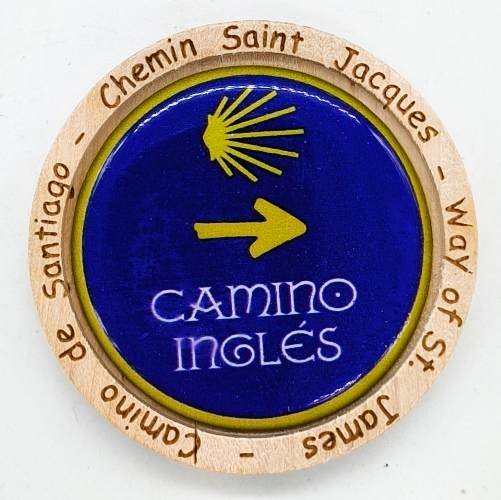 Chemin Saint Jacques - Way of St. James - Camino de Santiago -
CAMINO
INGLÉS